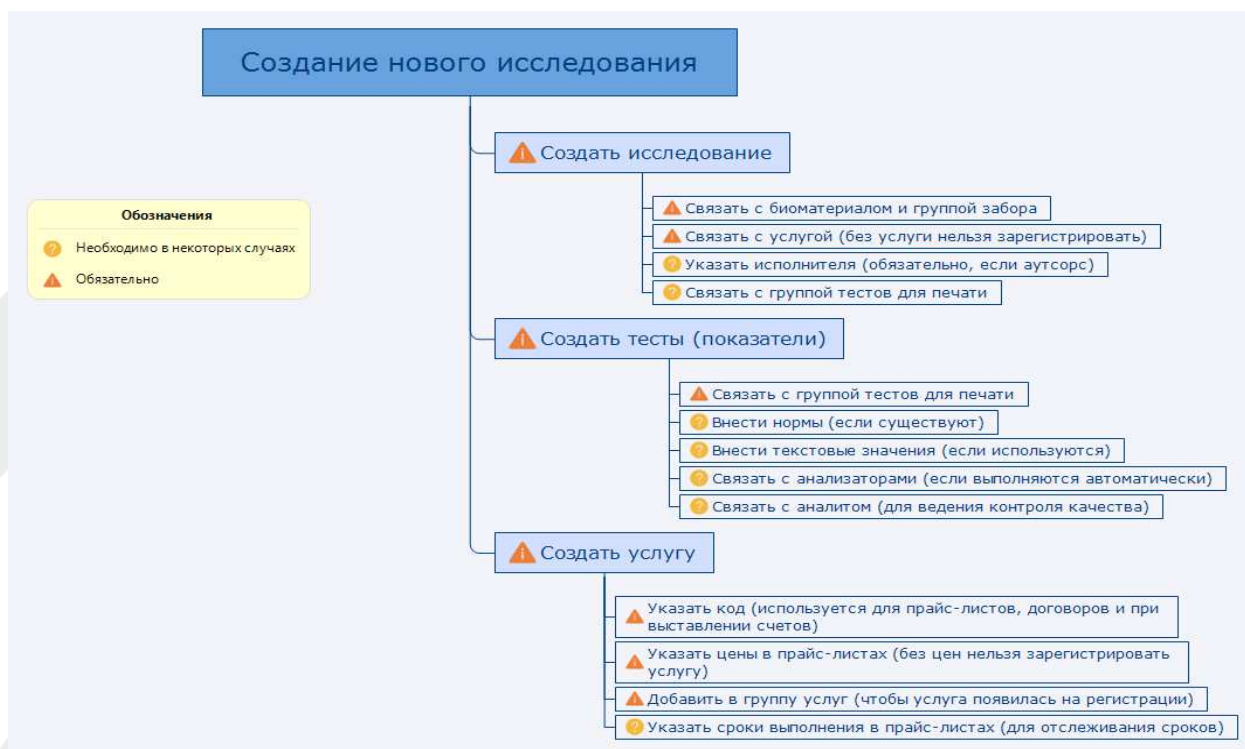 Создание нового исследования
Создать исследование
Связать с биоматериалом и группой забора
Связать с услугой (без услуги нельзя зарегистрировать)
Указать исполнителя (обязательно, если аутсорс)
Связать с группой тестов для печати
Обозначения
Необходимо в некоторых случаях
Обязательно
Создать тесты (показатели)
Связать с группой тестов для печати
Внести нормы (если существуют)
Внести текстовые значения (если используются)
Связать с анализаторами (если выполняются автоматически)
Связать с аналитом (для ведения контроля качества)
Создать услугу
Указать код (используется для прайс-листов, договоров и при
выставлении счетов)
Указать цены в прайс-листах (без цен нельзя зарегистрировать
услугу)
Добавить в группу услуг (чтобы услуга появилась на регистрации)
Указать сроки выполнения в прайс-листах (для отслеживания сроков)